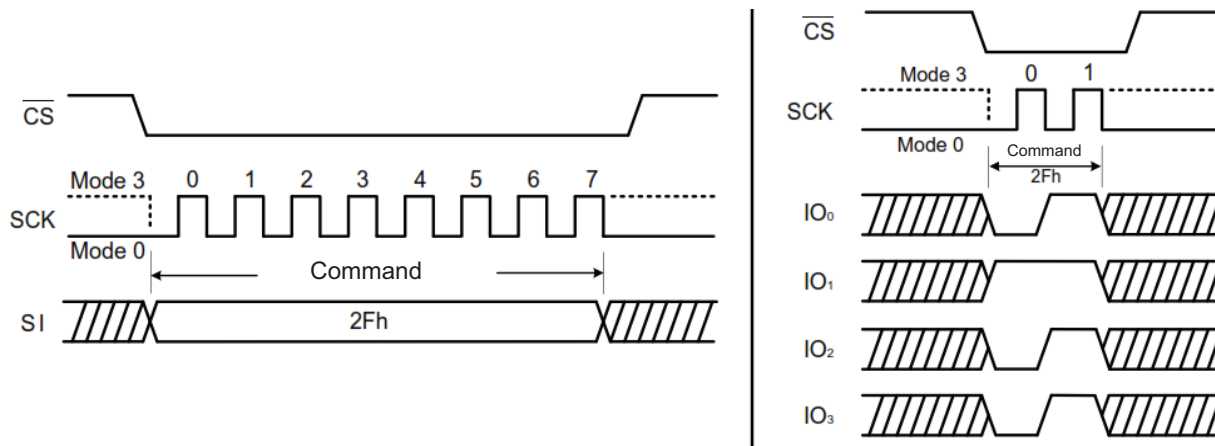 CS
Mode 3 0 1 2 3 4 5 6 7
SCK
Mode 0
Command
SI 2Fh
CS
Mode 3 0 1
SCK
Mode 0 Command
2Fh
IO₀
IO₁
IO₂
IO₃